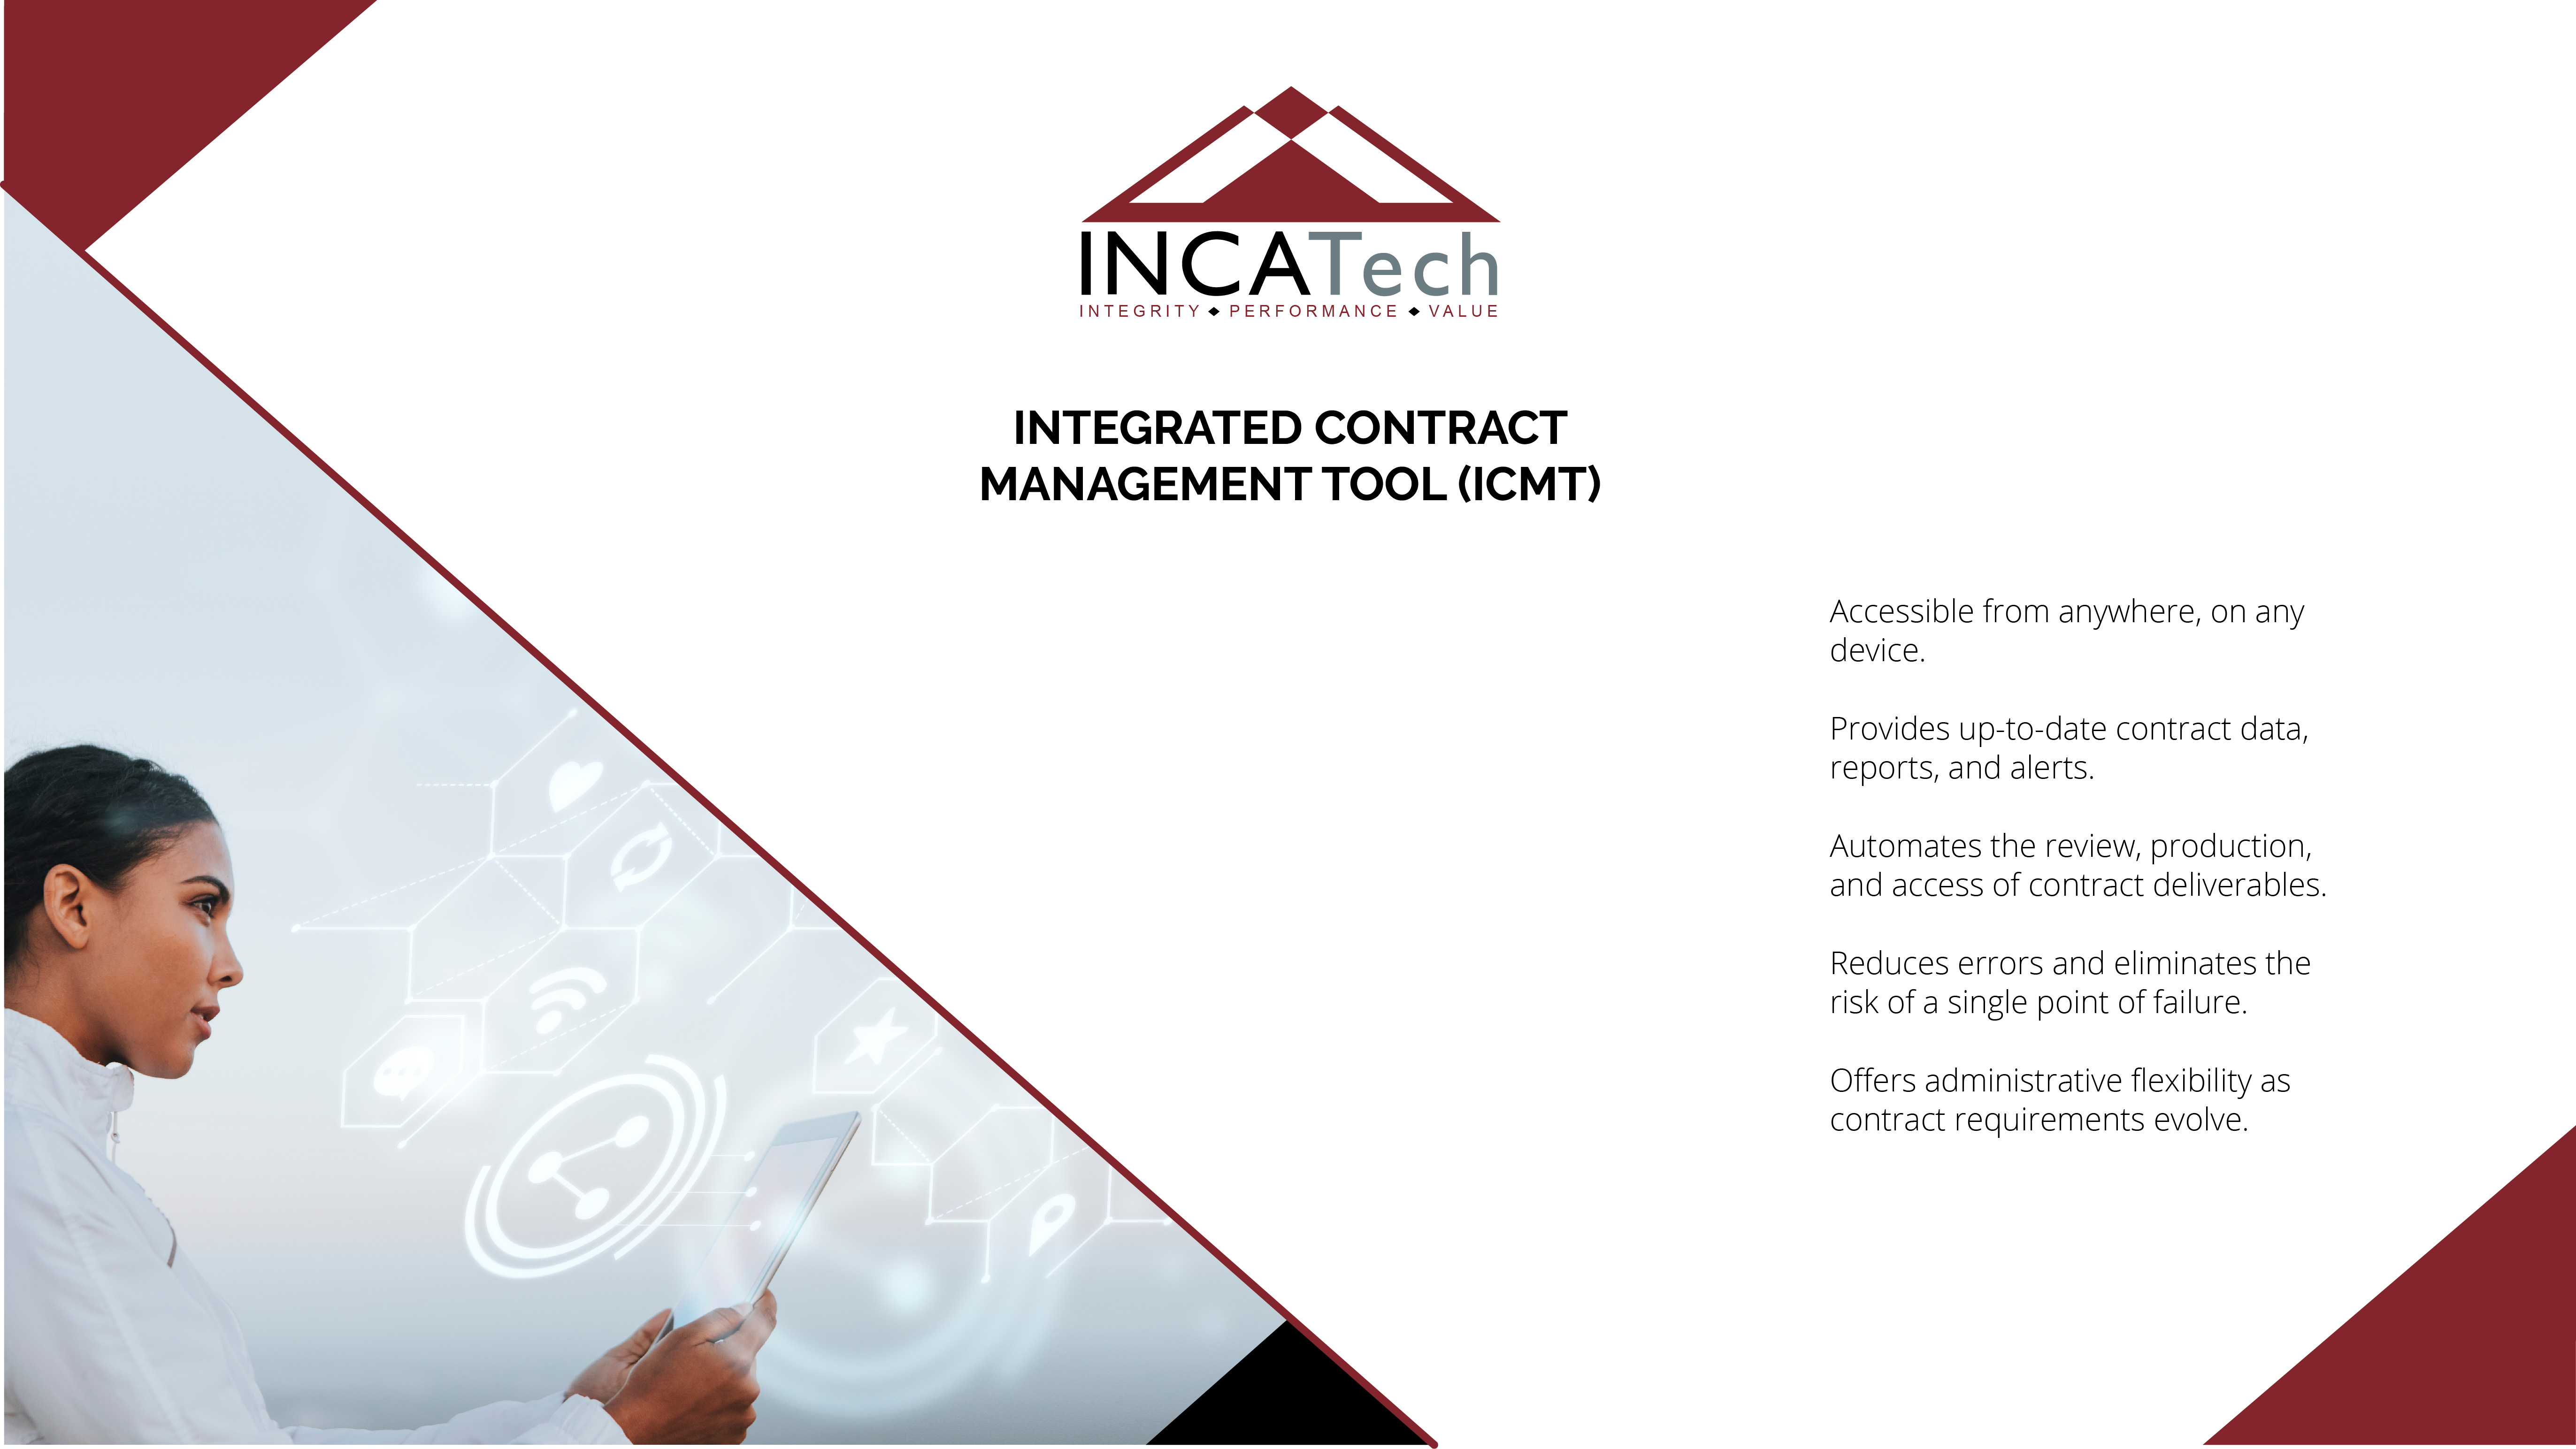 INCATech
INTEGRITY ◆ PERFORMANCE ◆ VALUE
INTEGRATED CONTRACT
MANAGEMENT TOOL (ICMT)
Accessible from anywhere, on any
device.
Provides up-to-date contract data,
reports, and alerts.
Automates the review, production,
and access of contract deliverables.
Reduces errors and eliminates the
risk of a single point of failure.
Offers administrative flexibility as
contract requirements evolve.